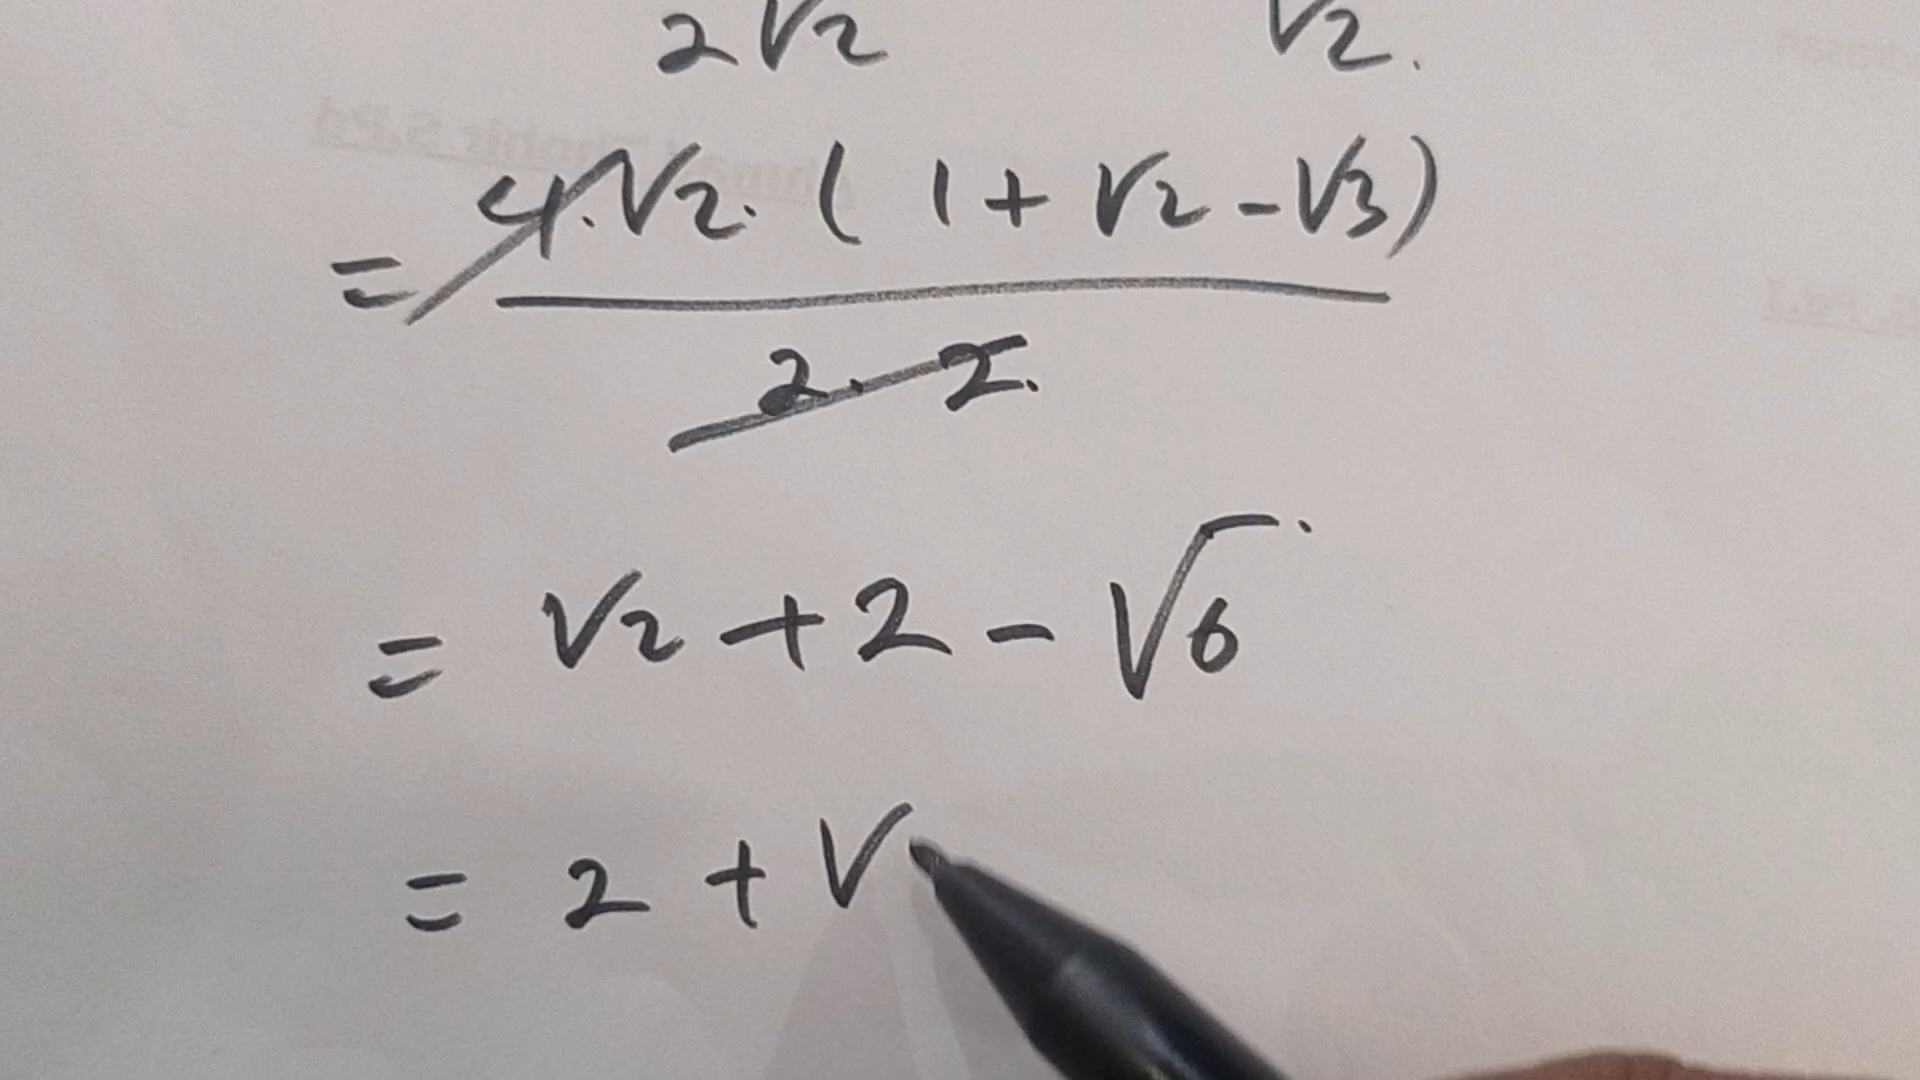 2√2 √2.
= 4.√2. ( 1 + √2 - √3)
2. 2.
= √2 + 2 - √6
= 2 + √